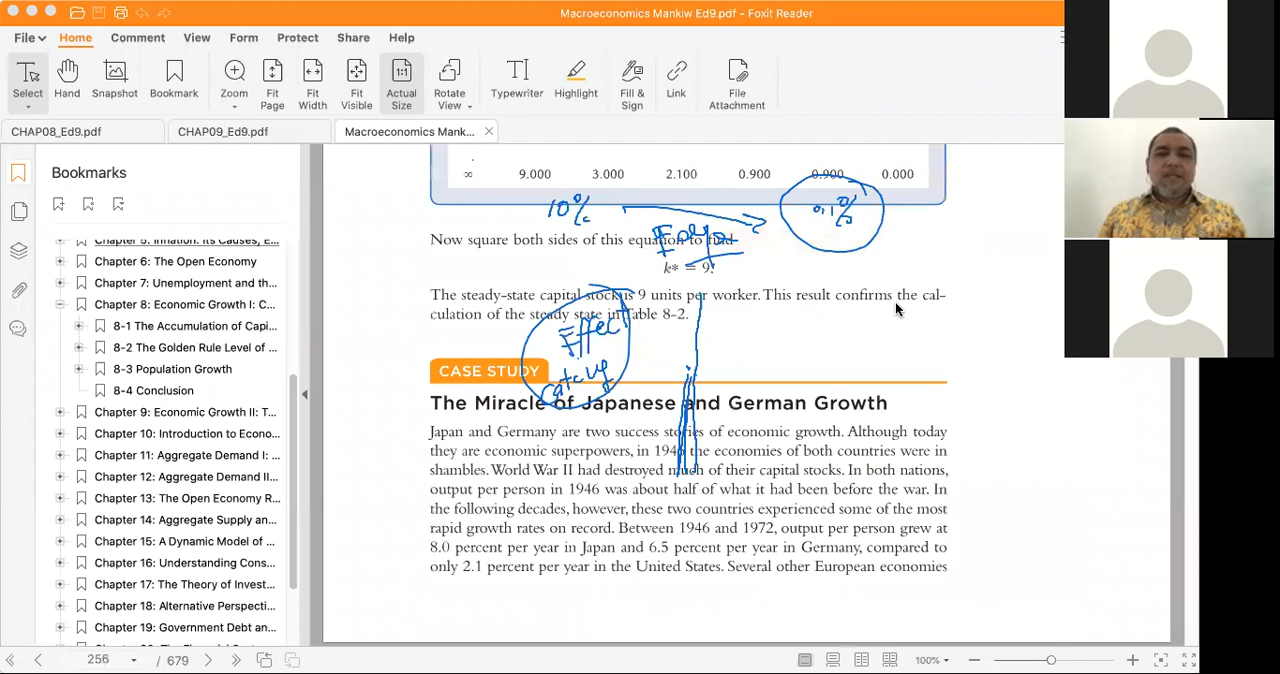 Macroeconomics Mankiw Ed9.pdf - Foxit Reader
File Home Comment View Form Protect Share Help
Select Hand Snapshot Bookmark Zoom Fit Page Fit Width Fit Visible Actual Size Rotate View Typewriter Highlight Fill & Sign Link File Attachment
CHAP08_Ed9.pdf CHAP09_Ed9.pdf Macroeconomics Mank...
Bookmarks
Chapter 5: Inflation: Its Causes, E...
Chapter 6: The Open Economy
Chapter 7: Unemployment and th...
Chapter 8: Economic Growth I: C...
8-1 The Accumulation of Capi...
8-2 The Golden Rule Level of ...
8-3 Population Growth
8-4 Conclusion
Chapter 9: Economic Growth II: T...
Chapter 10: Introduction to Econo...
Chapter 11: Aggregate Demand I: ...
Chapter 12: Aggregate Demand II...
Chapter 13: The Open Economy R...
Chapter 14: Aggregate Supply an...
Chapter 15: A Dynamic Model of ...
Chapter 16: Understanding Cons...
Chapter 17: The Theory of Invest...
Chapter 18: Alternative Perspecti...
Chapter 19: Government Debt an...
∞ 9.000 3.000 2.100 0.900 0.900 0.000
10% 0,1%
Now square both sides of this equation to find
k* = 9.
The steady-state capital stock is 9 units per worker. This result confirms the cal-
culation of the steady state in Table 8-2.
Effect
Catc up
CASE STUDY
The Miracle of Japanese and German Growth
Japan and Germany are two success stories of economic growth. Although today
they are economic superpowers, in 1946 the economies of both countries were in
shambles. World War II had destroyed much of their capital stocks. In both nations,
output per person in 1946 was about half of what it had been before the war. In
the following decades, however, these two countries experienced some of the most
rapid growth rates on record. Between 1946 and 1972, output per person grew at
8.0 percent per year in Japan and 6.5 percent per year in Germany, compared to
only 2.1 percent per year in the United States. Several other European economies
256 / 679 100%